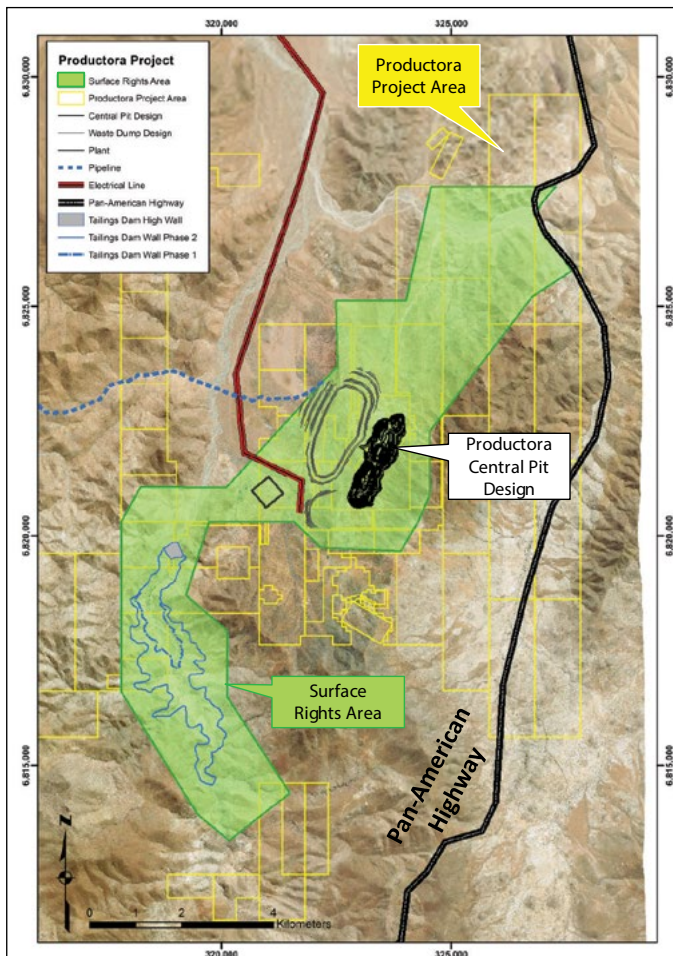 320,000
325,000
6,830,000
6,830,000
Productora Project
Surface Rights Area
Productora Project Area
Central Pit Design
Waste Dump Design
Plant
Pipeline
Electrical Line
Pan-American Highway
Tailings Dam High Wall
Tailings Dam Wall Phase 2
Tailings Dam Wall Phase 1
Productora
Project Area
6,825,000
6,825,000
Productora
Central Pit
Design
6,820,000
6,820,000
Surface
Rights Area
Pan-American
Highway
6,815,000
6,815,000
N
0 1 2 4
Kilometers
320,000
325,000